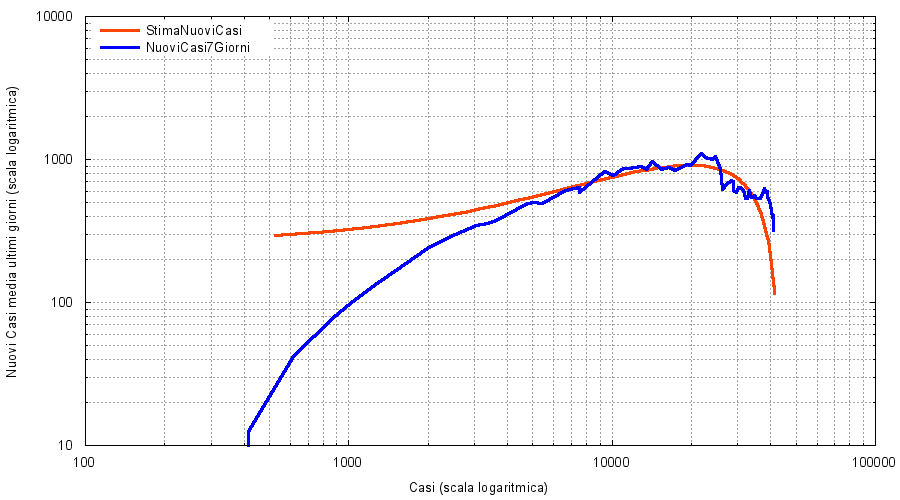 10000
StimaNuoviCasi
NuoviCasi7Giorni
1000
100
10
Nuovi Casi media ultimi giorni (scala logaritmica)
100
1000
10000
100000
Casi (scala logaritmica)